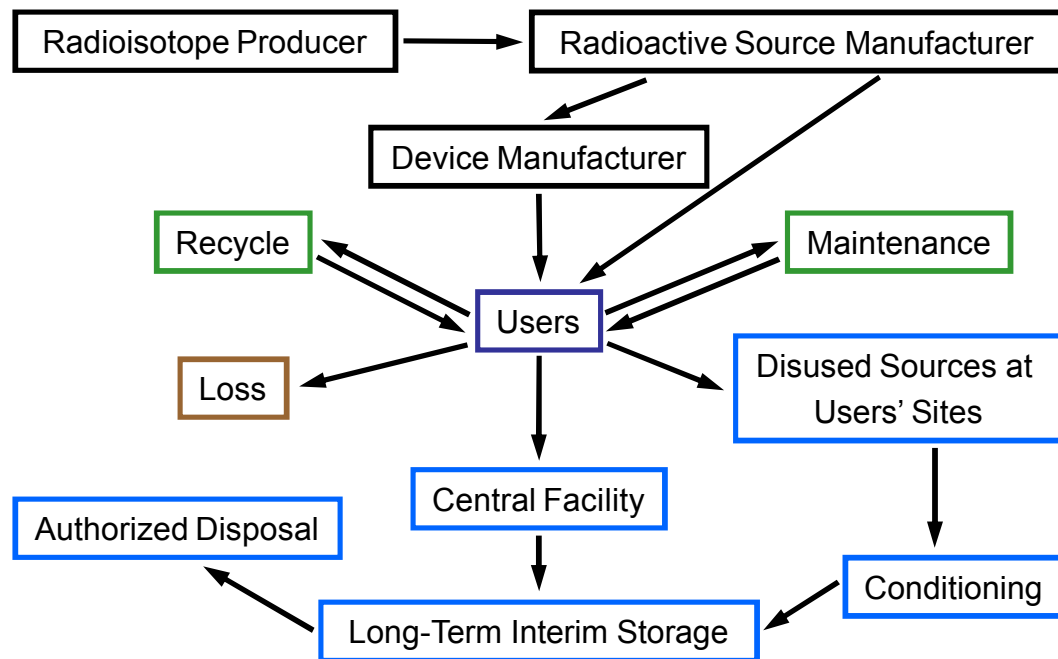 Radioisotope Producer
Radioactive Source Manufacturer
Device Manufacturer
Recycle
Maintenance
Users
Loss
Disused Sources at
Users’ Sites
Central Facility
Authorized Disposal
Conditioning
Long-Term Interim Storage